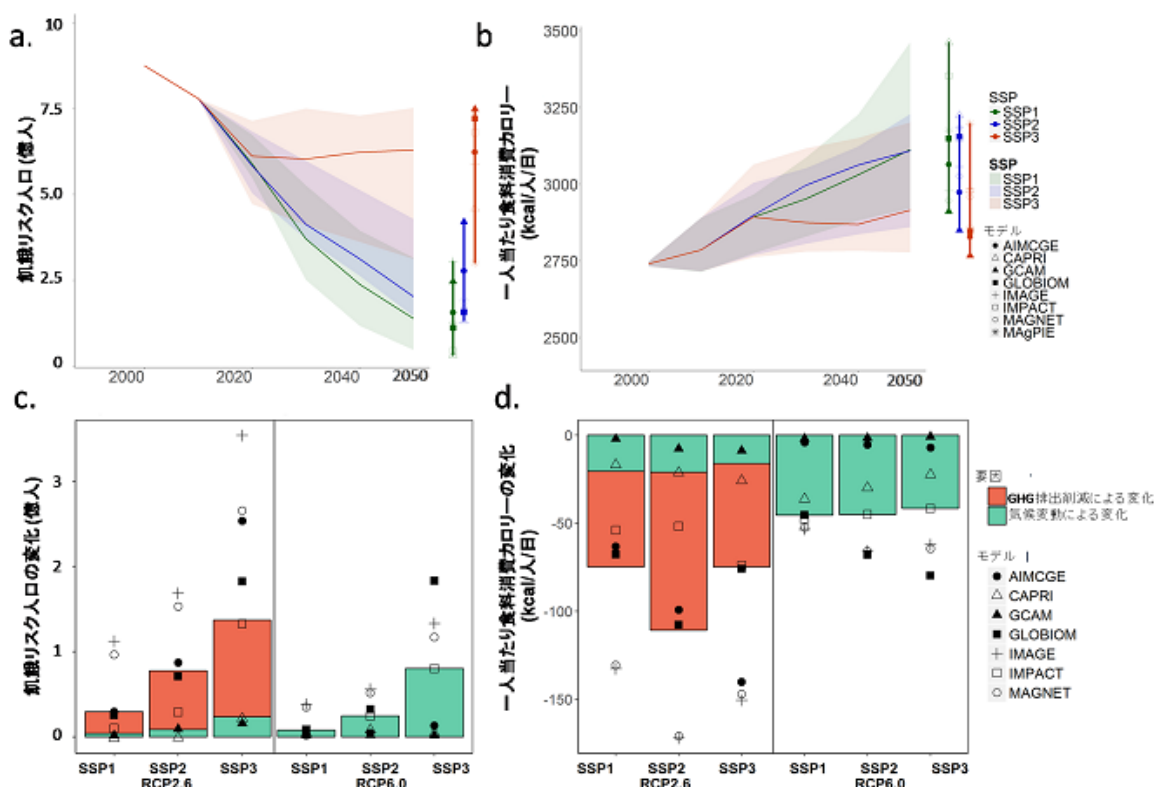 a.
飢餓リスク人口 (億人)
10
7.5
5.0
2.5
0
2000
2020
2040
2050
b
一人当たり食料消費カロリー
(kcal/人/日)
3500
3250
3000
2750
2500
2000
2020
2040
2050
SSP
SSP1
SSP2
SSP3
SSP
SSP1
SSP2
SSP3
モデル
AIMCGE
CAPRI
GCAM
GLOBIOM
IMAGE
IMPACT
MAGNET
MAgPIE
c.
飢餓リスク人口の変化 (億人)
3
2
1
0
SSP1
SSP2
SSP3
SSP1
SSP2
SSP3
RCP2.6
RCP6.0
d.
一人当たり食料消費カロリーの変化
(kcal/人/日)
0
-50
-100
-150
SSP1
SSP2
SSP3
SSP1
SSP2
SSP3
RCP2.6
RCP6.0
要因
GHG排出削減による変化
気候変動による変化
モデル
AIMCGE
CAPRI
GCAM
GLOBIOM
IMAGE
IMPACT
MAGNET